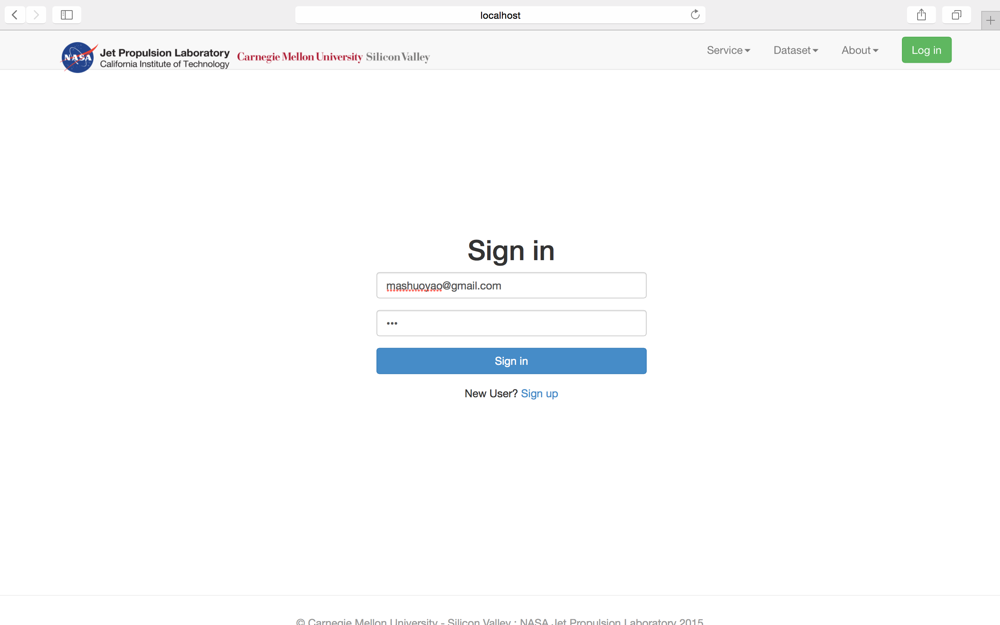 localhost
NASA Jet Propulsion Laboratory
California Institute of Technology
Carnegie Mellon University Silicon Valley
Service
Dataset
About
Log in
Sign in
mashuoyao@gmail.com
•••
Sign in
New User? Sign up
© Carnegie Mellon University - Silicon Valley ; NASA Jet Propulsion Laboratory 2015